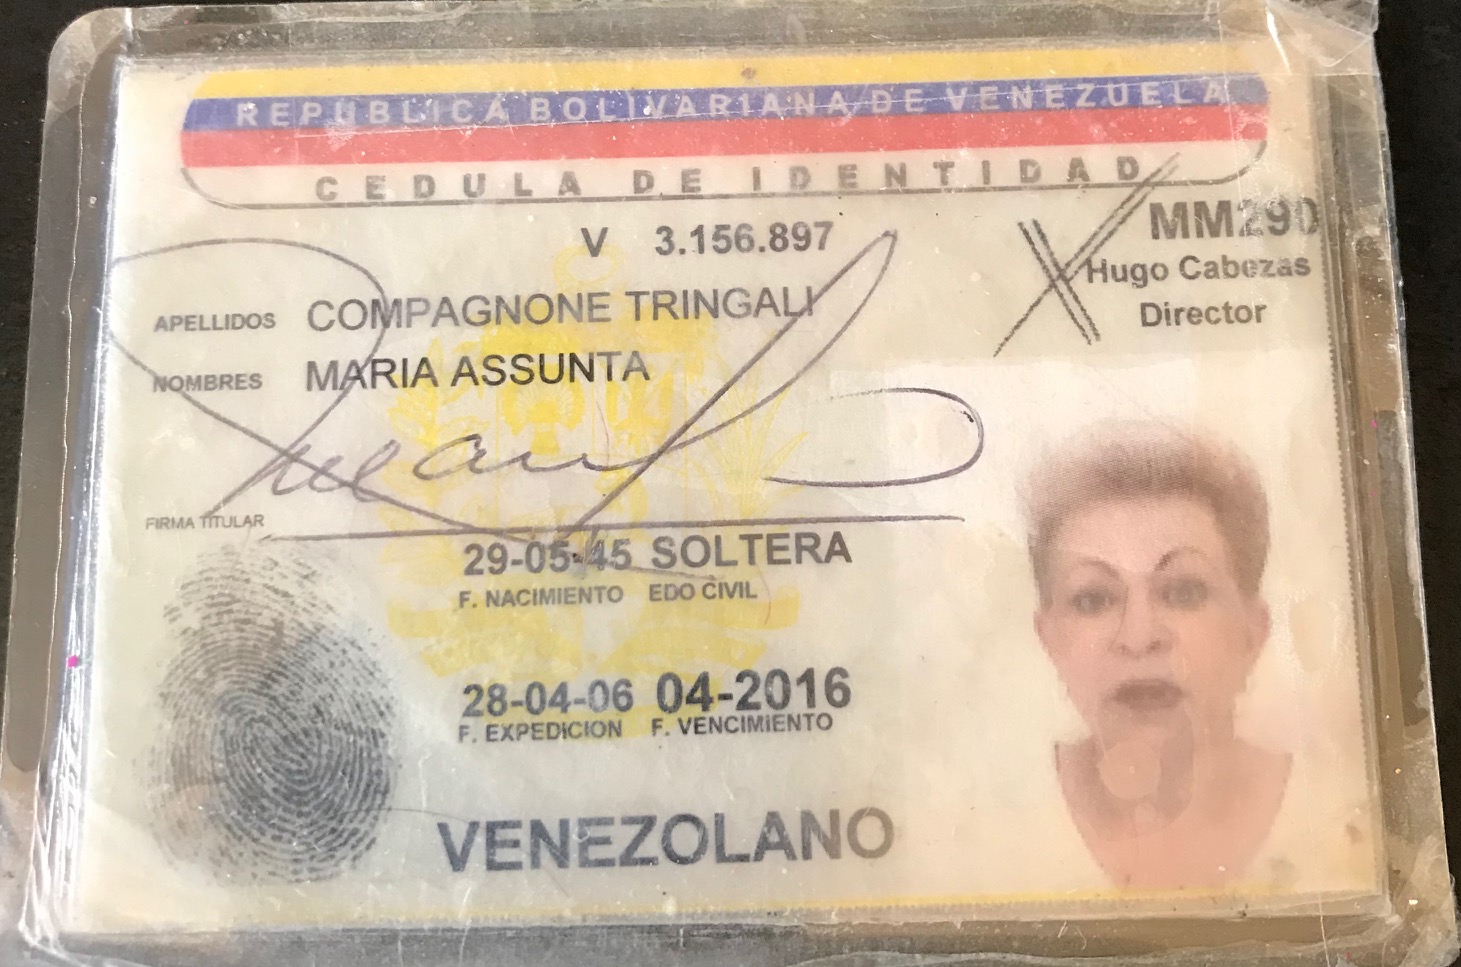 REPUBLICA BOLIVARIANA DE VENEZUELA
CEDULA DE IDENTIDAD
V 3.156.897
MM290
Hugo Cabezas
Director
APELLIDOS COMPAGNONE TRINGALI
NOMBRES MARIA ASSUNTA
FIRMA TITULAR
29-05-45 SOLTERA
F. NACIMIENTO EDO CIVIL
28-04-06 04-2016
F. EXPEDICION F. VENCIMIENTO
VENEZOLANO